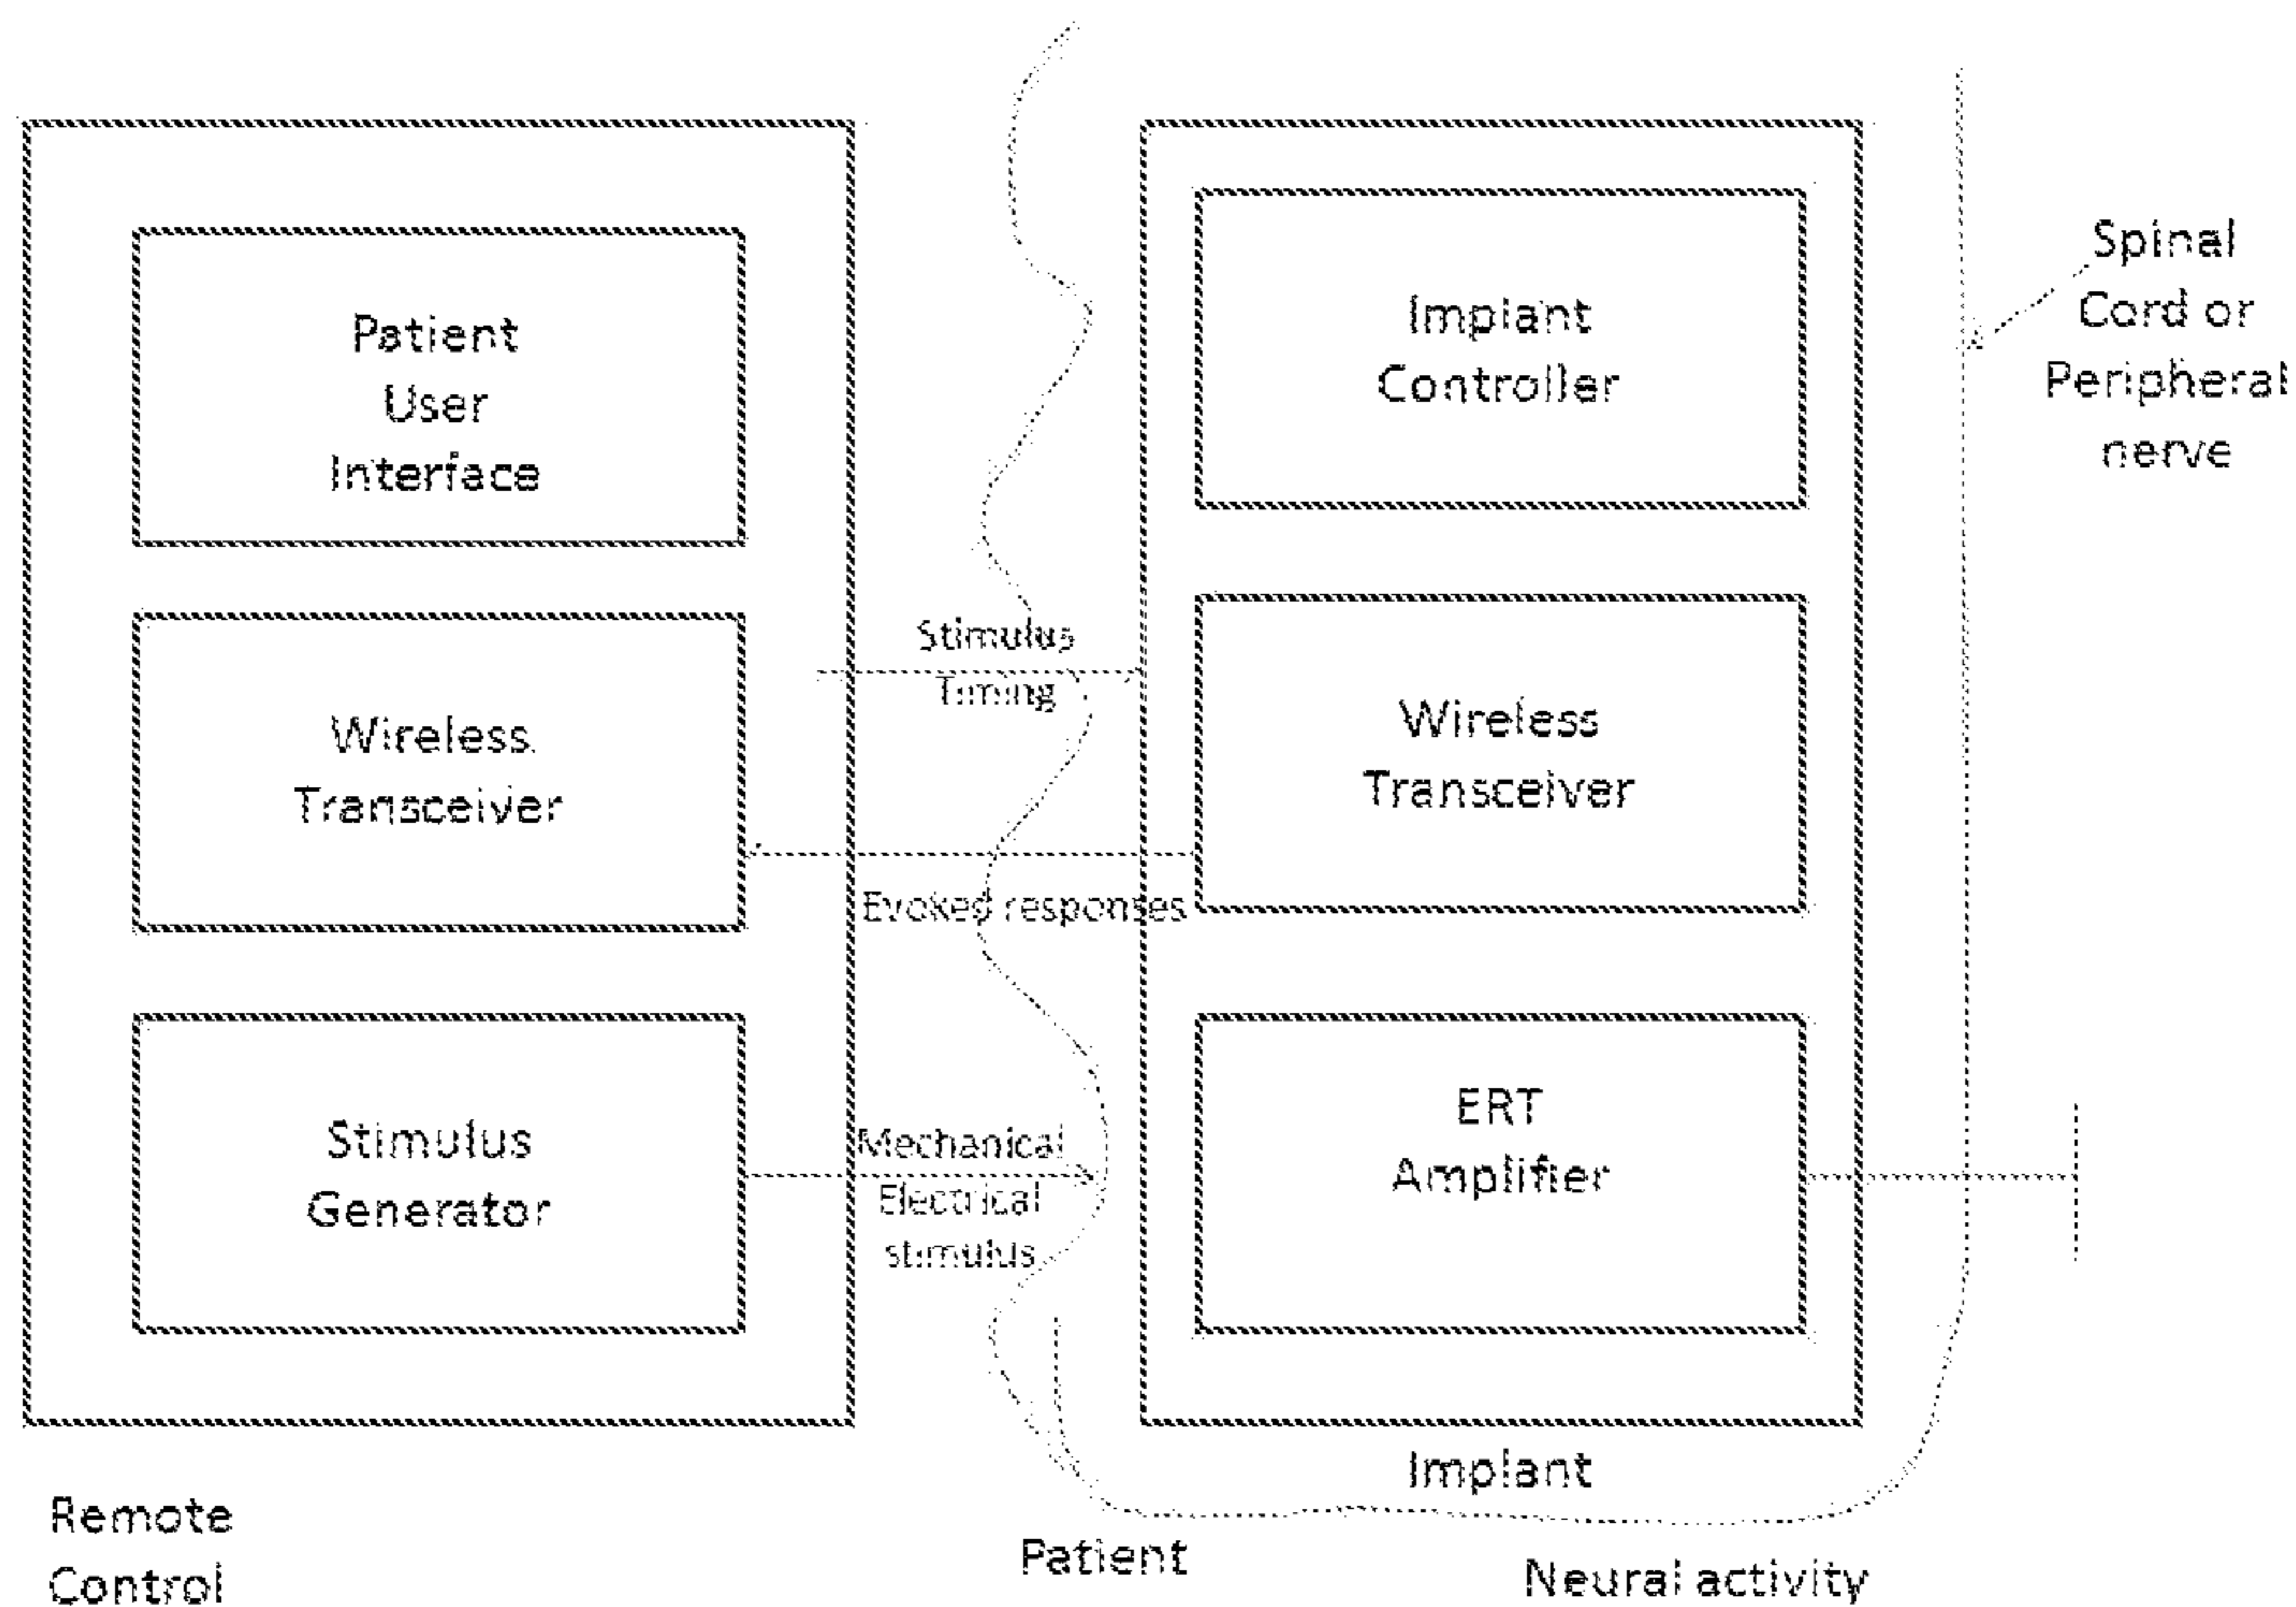 Patient
User
Interface
Wireless
Transceiver
Stimulus
Generator
Remote
Control
Stimulus
Timing
Evoked responses
Mechanical
Electrical
stimulus
Patient
Implant
Controller
Wireless
Transceiver
ERT
Amplifier
Implant
Neural activity
Spinal
Cord or
Peripheral
nerve